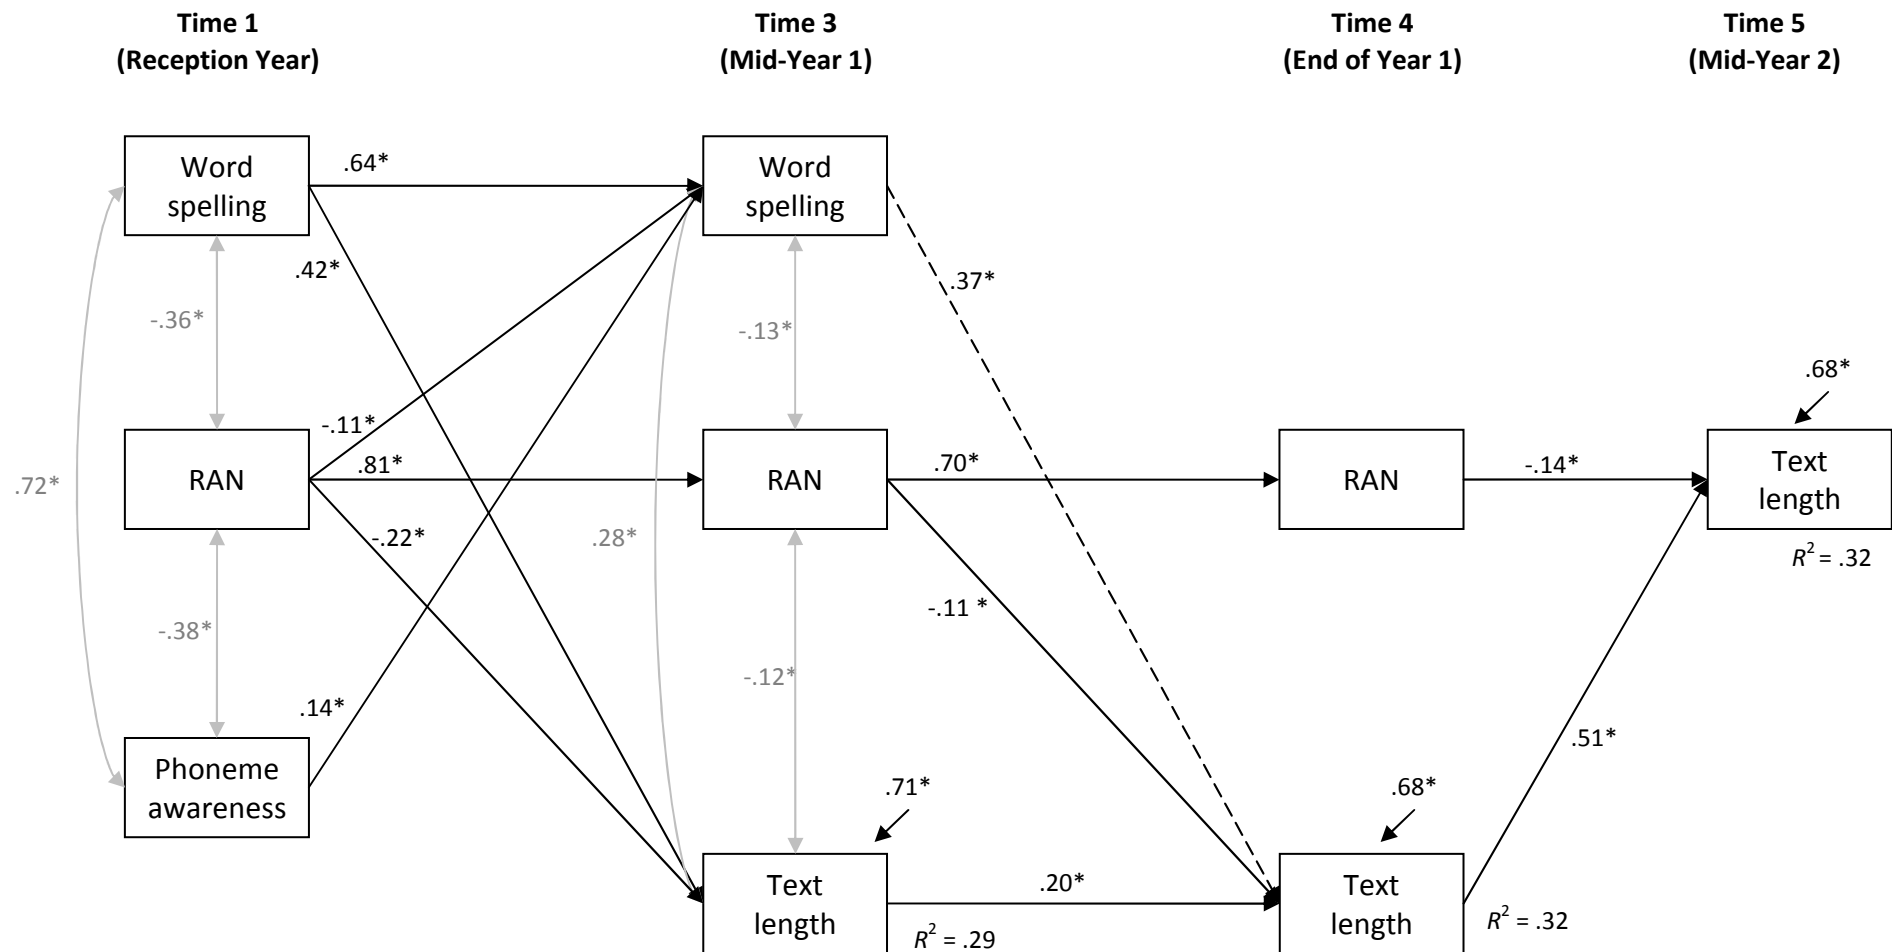 Time 1
(Reception Year)
Time 3
(Mid-Year 1)
Time 4
(End of Year 1)
Time 5
(Mid-Year 2)
Word
spelling
.64*
Word
spelling
.42*
.37*
-.36*
-.13*
.68*
-.11*
RAN
.81*
RAN
.70*
RAN
-.14*
Text
length
R² = .32
.72*
-.22*
.28*
-.11 *
-.38*
-.12*
.14*
.51*
Phoneme
awareness
.71*
.68*
Text
length
R² = .29
.20*
Text
length
R² = .32